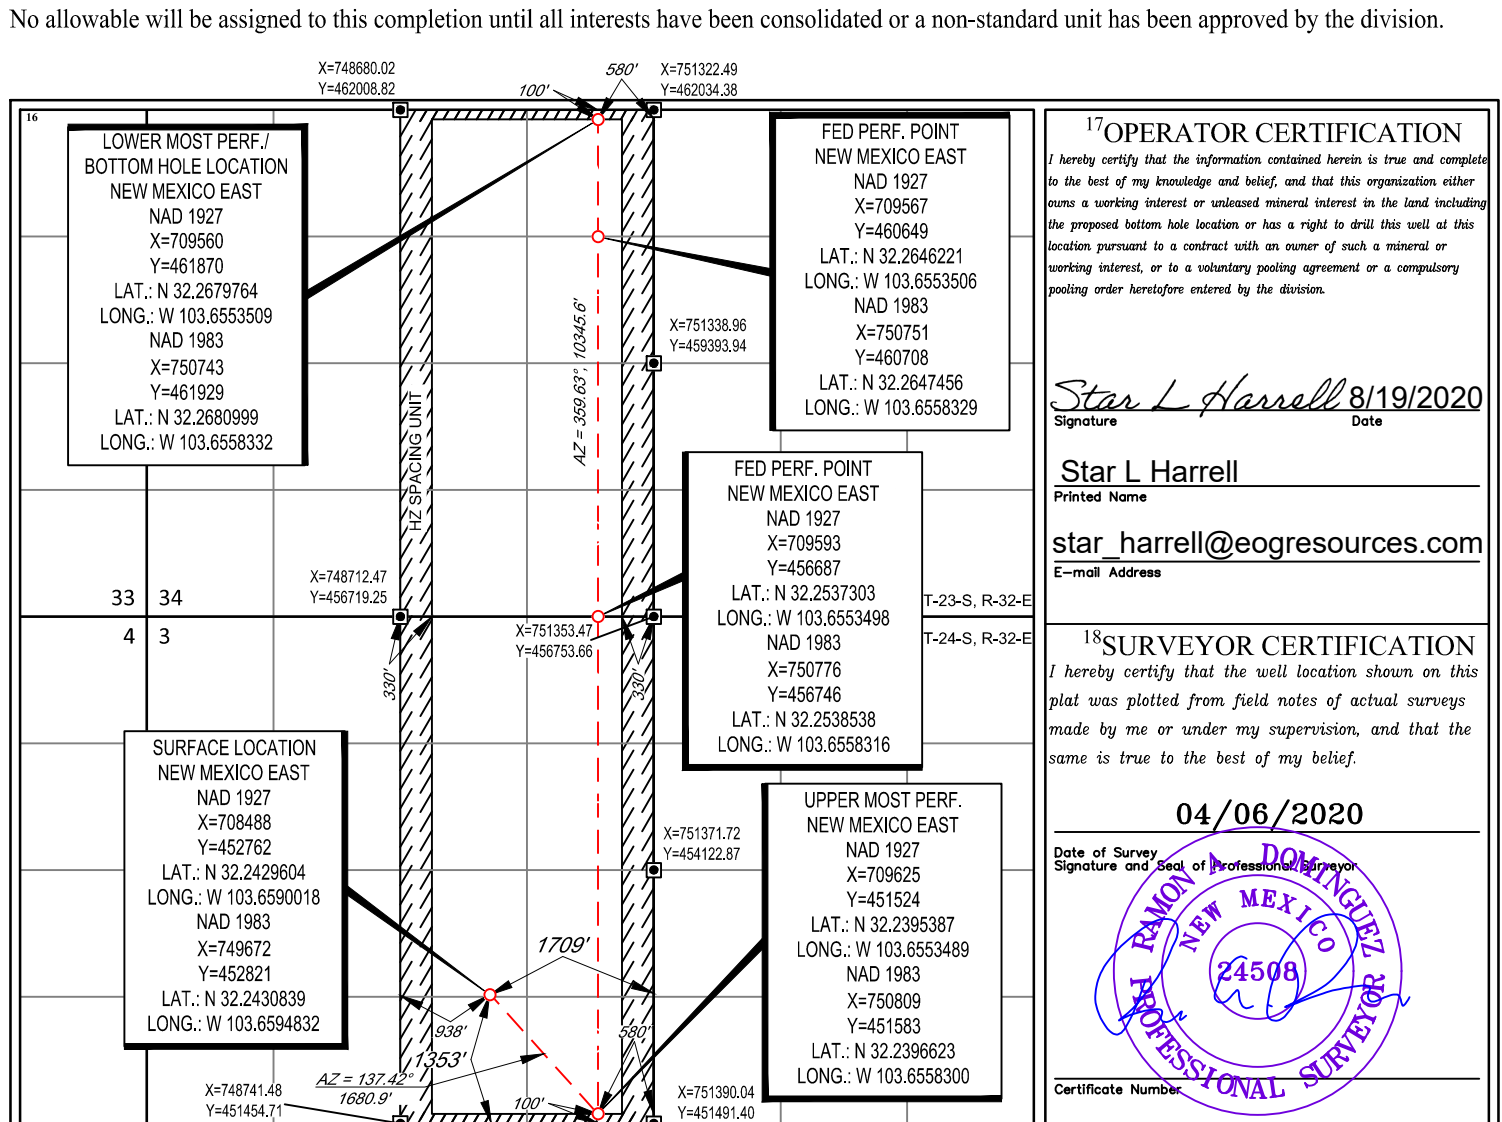 No allowable will be assigned to this completion until all interests have been consolidated or a non-standard unit has been approved by the division.
X=748680.02
Y=462008.82
100'
580'
X=751322.49
Y=462034.38
16
LOWER MOST PERF./
BOTTOM HOLE LOCATION
NEW MEXICO EAST
NAD 1927
X=709560
Y=461870
LAT.: N 32.2679764
LONG.: W 103.6553509
NAD 1983
X=750743
Y=461929
LAT.: N 32.2680999
LONG.: W 103.6558332
FED PERF. POINT
NEW MEXICO EAST
NAD 1927
X=709567
Y=460649
LAT.: N 32.2646221
LONG.: W 103.6553506
NAD 1983
X=750751
Y=460708
LAT.: N 32.2647456
LONG.: W 103.6558329
X=751338.96
Y=459393.94
AZ = 359.63°, 10345.6'
HZ SPACING UNIT
FED PERF. POINT
NEW MEXICO EAST
NAD 1927
X=709593
Y=456687
LAT.: N 32.2537303
LONG.: W 103.6553498
NAD 1983
X=750776
Y=456746
LAT.: N 32.2538538
LONG.: W 103.6558316
X=748712.47
Y=456719.25
33 34
4 3
T-23-S, R-32-E
T-24-S, R-32-E
X=751353.47
Y=456753.66
330'
330'
SURFACE LOCATION
NEW MEXICO EAST
NAD 1927
X=708488
Y=452762
LAT.: N 32.2429604
LONG.: W 103.6590018
NAD 1983
X=749672
Y=452821
LAT.: N 32.2430839
LONG.: W 103.6594832
X=751371.72
Y=454122.87
UPPER MOST PERF.
NEW MEXICO EAST
NAD 1927
X=709625
Y=451524
LAT.: N 32.2395387
LONG.: W 103.6553489
NAD 1983
X=750809
Y=451583
LAT.: N 32.2396623
LONG.: W 103.6558300
1709'
938'
1353'
580'
AZ = 137.42°
1680.9'
100'
X=748741.48
Y=451454.71
X=751390.04
Y=451491.40
17OPERATOR CERTIFICATION
I hereby certify that the information contained herein is true and complete
to the best of my knowledge and belief, and that this organization either
owns a working interest or unleased mineral interest in the land including
the proposed bottom hole location or has a right to drill this well at this
location pursuant to a contract with an owner of such a mineral or
working interest, or to a voluntary pooling agreement or a compulsory
pooling order heretofore entered by the division.
Star L Harrell 8/19/2020
Signature Date
Star L Harrell
Printed Name
star_harrell@eogresources.com
E-mail Address
18SURVEYOR CERTIFICATION
I hereby certify that the well location shown on this
plat was plotted from field notes of actual surveys
made by me or under my supervision, and that the
same is true to the best of my belief.
04/06/2020
Date of Survey
Signature and Seal of Professional Surveyor
RAMON A. DOMINGUEZ
NEW MEXICO
24508
PROFESSIONAL SURVEYOR
Certificate Number